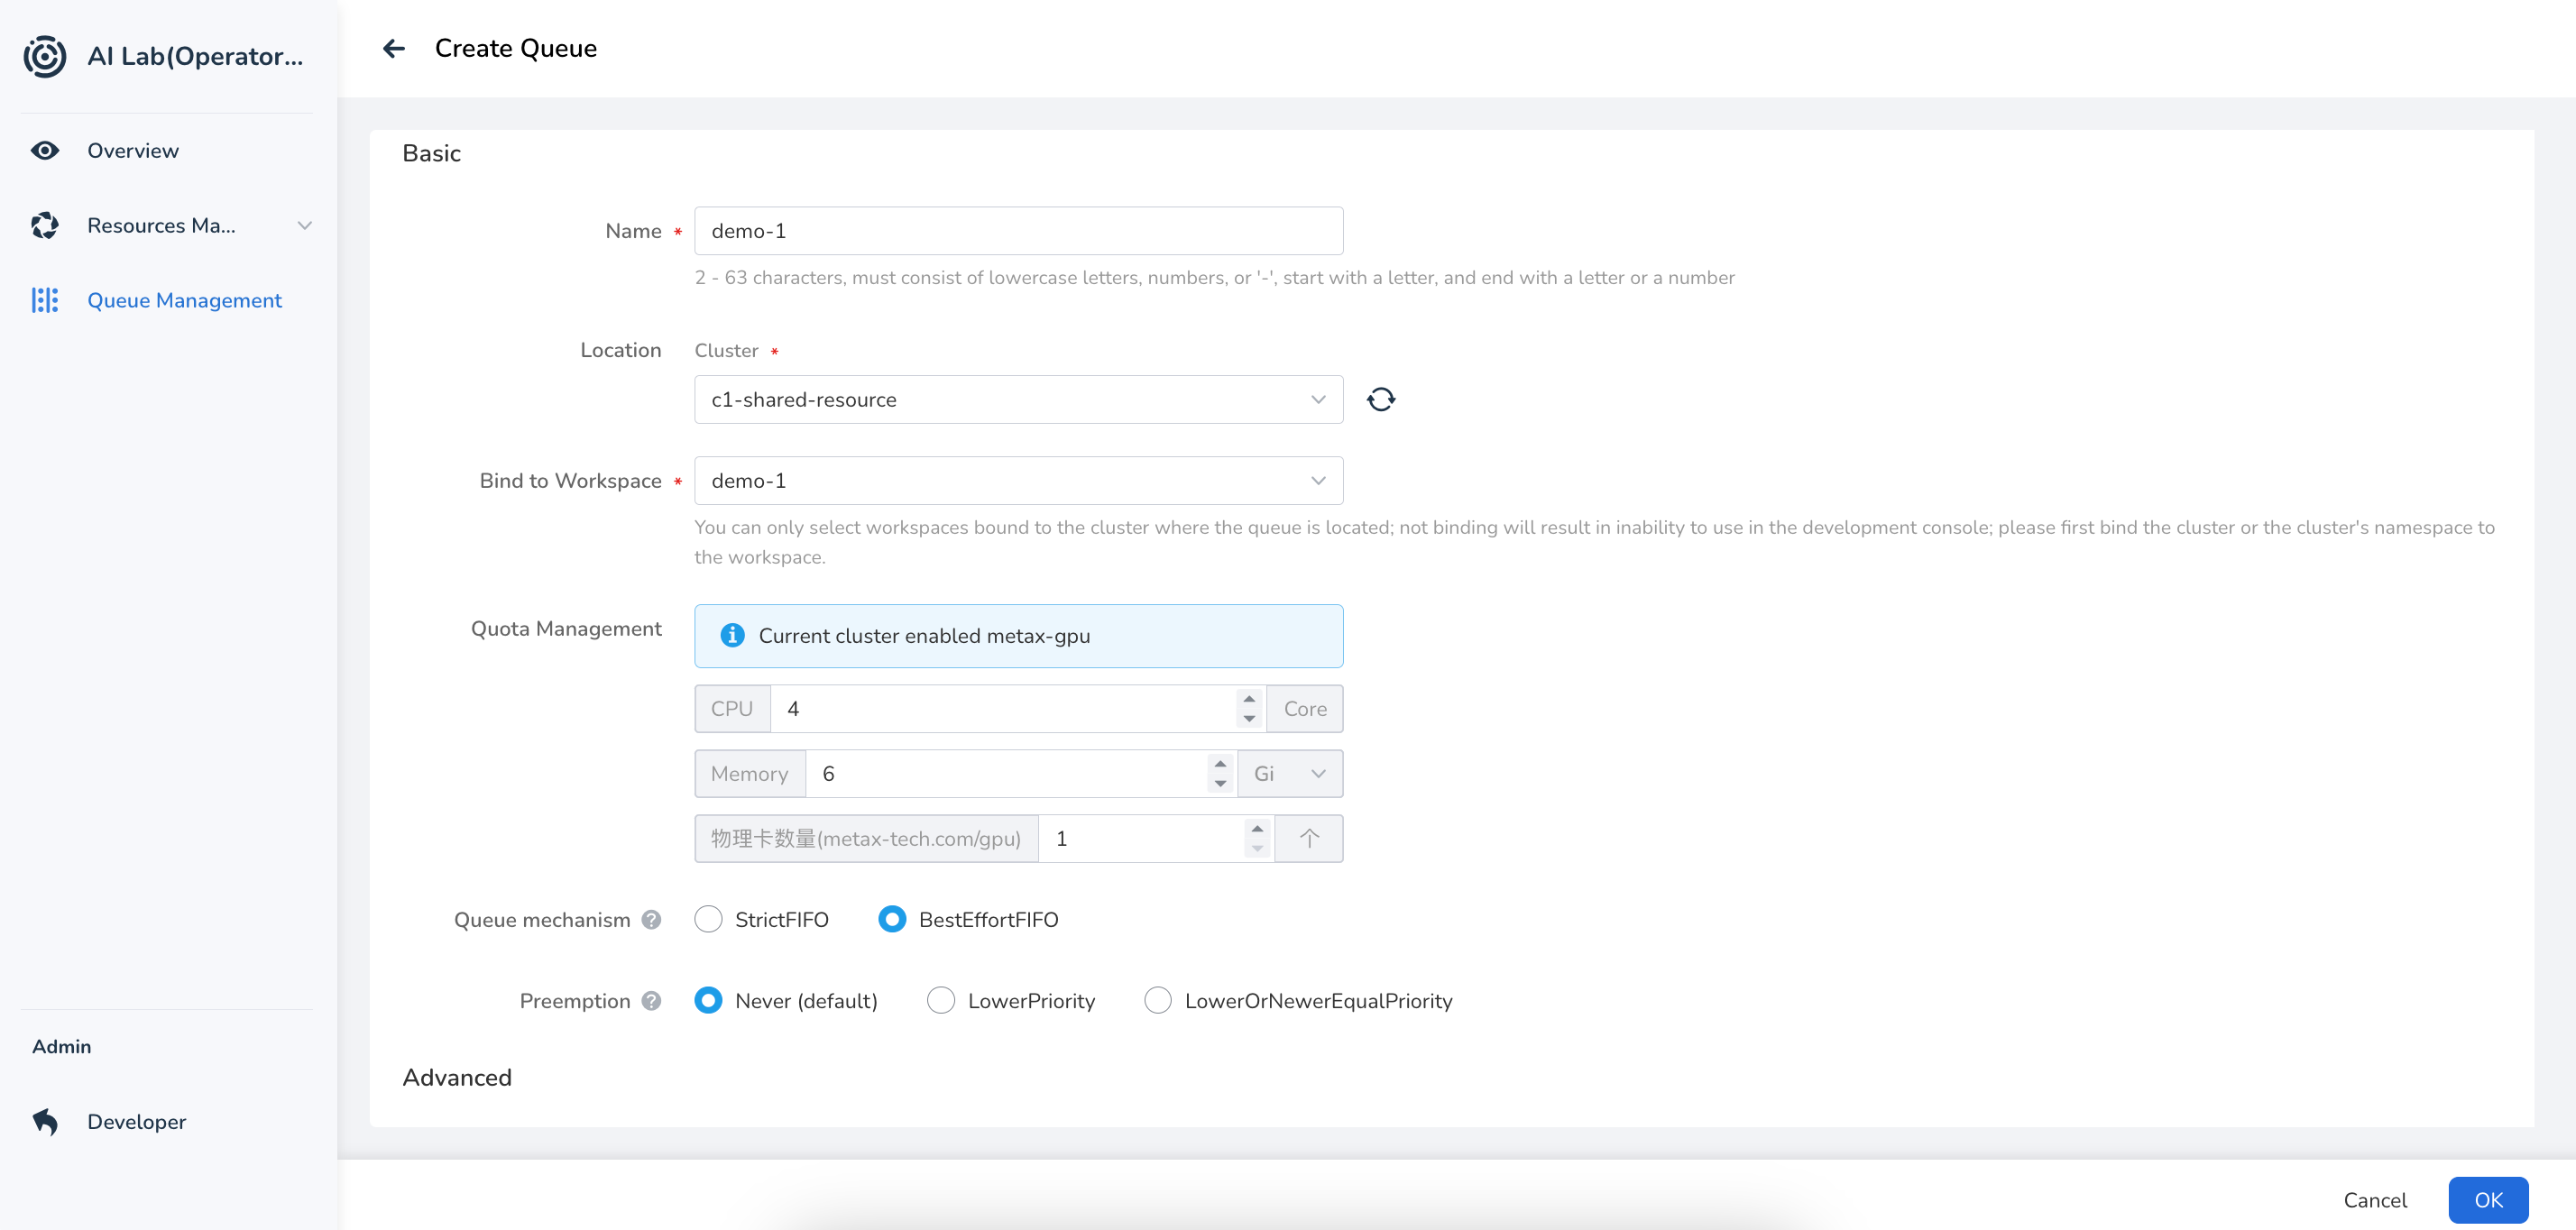 AI Lab(Operator...
Overview
Resources Ma...
Queue Management
Admin
Developer
Create Queue
Basic
Name *
demo-1
2 - 63 characters, must consist of lowercase letters, numbers, or '-', start with a letter, and end with a letter or a number
Location
Cluster *
c1-shared-resource
Bind to Workspace *
demo-1
You can only select workspaces bound to the cluster where the queue is located; not binding will result in inability to use in the development console; please first bind the cluster or the cluster's namespace to
the workspace.
Quota Management
Current cluster enabled metax-gpu
CPU 4 Core
Memory 6 Gi
物理卡数量(metax-tech.com/gpu) 1 个
Queue mechanism ? StrictFIFO BestEffortFIFO
Preemption ? Never (default) LowerPriority LowerOrNewerEqualPriority
Advanced
Cancel OK